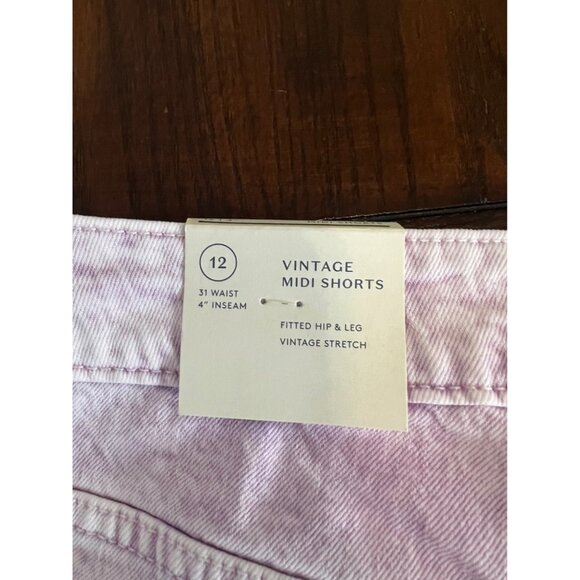 12
31 WAIST
4" INSEAM
VINTAGE
MIDI SHORTS
FITTED HIP & LEG
VINTAGE STRETCH